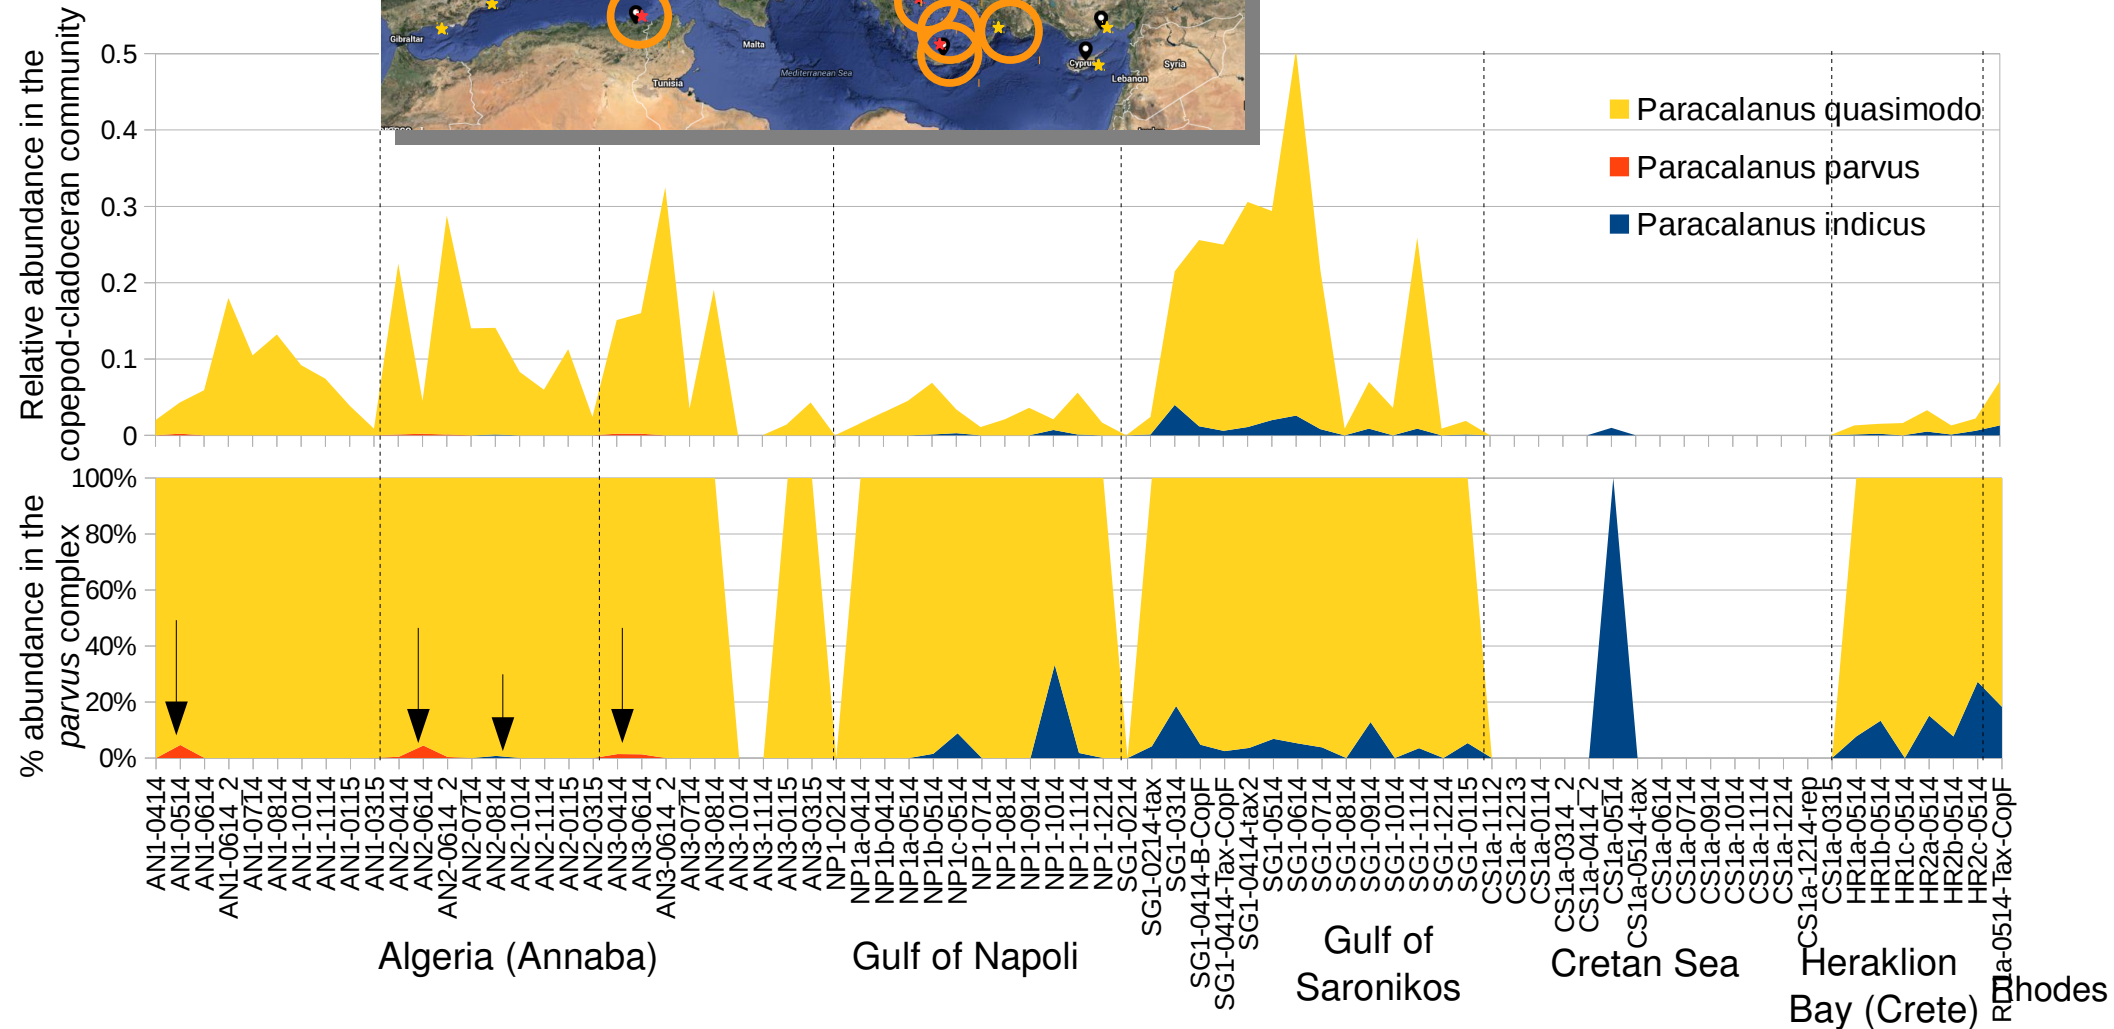 Relative abundance in the
copepod-cladoceran community
0.5
0.4
0.3
0.2
0.1
0
Gibraltar
Tunisia
Malta
Mediterranean Sea
Cyprus
Lebanon
Syria
Paracalanus quasimodo
Paracalanus parvus
Paracalanus indicus
% abundance in the
parvus complex
100%
80%
60%
40%
20%
0%
AN1-0414
AN1-0514
AN1-0614
AN1-0614_2
AN1-0714
AN1-0814
AN1-1014
AN1-1114
AN1-0115
AN1-0315
AN2-0414
AN2-0614
AN2-0614_2
AN2-0714
AN2-0814
AN2-1014
AN2-1114
AN2-0115
AN2-0315
AN3-0414
AN3-0614
AN3-0614_2
AN3-0714
AN3-0814
AN3-1014
AN3-1114
AN3-0115
AN3-0315
NP1-0214
NP1a-0414
NP1b-0414
NP1a-0514
NP1b-0514
NP1c-0514
NP1-0714
NP1-0814
NP1-0914
NP1-1014
NP1-1114
NP1-1214
SG1-0214
SG1-0214-tax
SG1-0314
SG1-0414-B-CopF
SG1-0414-Tax-CopF
SG1-0414-tax2
SG1-0514
SG1-0614
SG1-0714
SG1-0814
SG1-0914
SG1-1014
SG1-1114
SG1-1214
SG1-0115
CS1a-1112
CS1a-1213
CS1a-0114
CS1a-0314_2
CS1a-0414_2
CS1a-0514
CS1a-0514-tax
CS1a-0614
CS1a-0714
CS1a-0914
CS1a-1014
CS1a-1114
CS1a-1214
CS1a-1214-rep
CS1a-0315
HR1a-0514
HR1b-0514
HR1c-0514
HR2a-0514
HR2b-0514
HR2c-0514
RD1a-0514-Tax-CopF
Algeria (Annaba)
Gulf of Napoli
Gulf of
Saronikos
Cretan Sea
Heraklion
Bay (Crete)
Rhodes